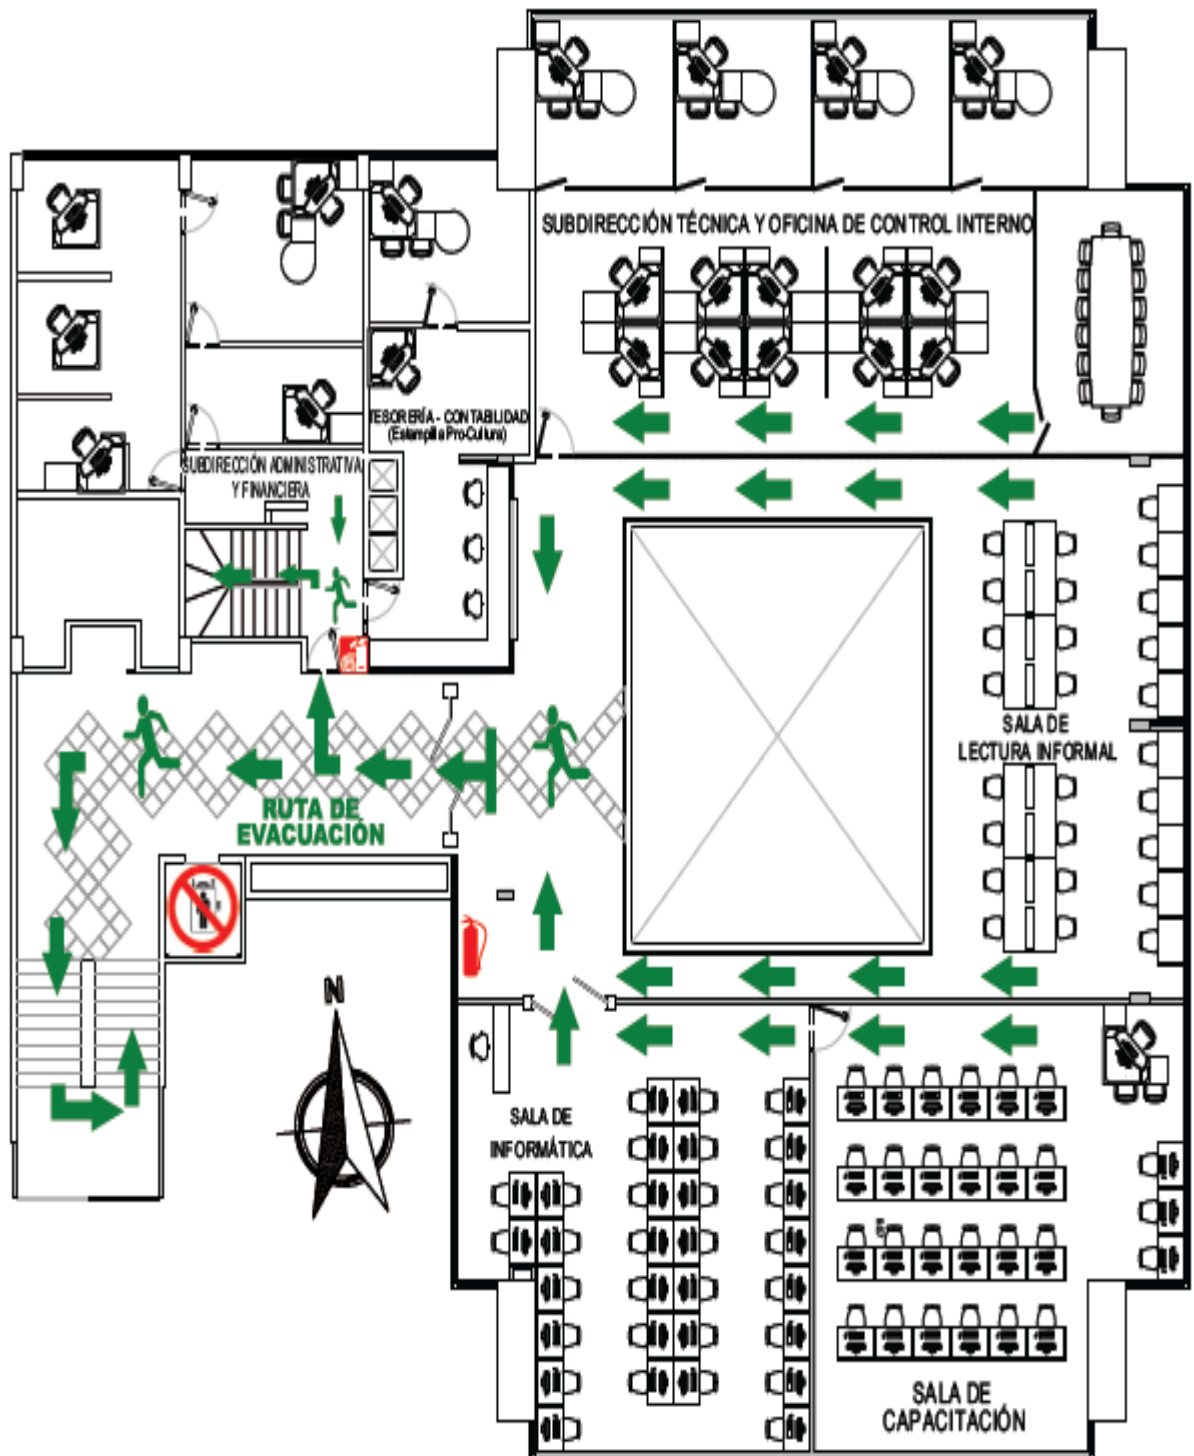 SUBDIRECCIÓN TÉCNICA Y OFICINA DE CONTROL INTERNO
TESORERÍA - CONTABILIDAD
(Estampilla Pro-Cultura)
SUBDIRECCIÓN ADMINISTRATIVA
Y FINANCIERA
SALA DE
LECTURA INFORMAL
RUTA DE
EVACUACIÓN
N
SALA DE
INFORMÁTICA
SALA DE
CAPACITACIÓN